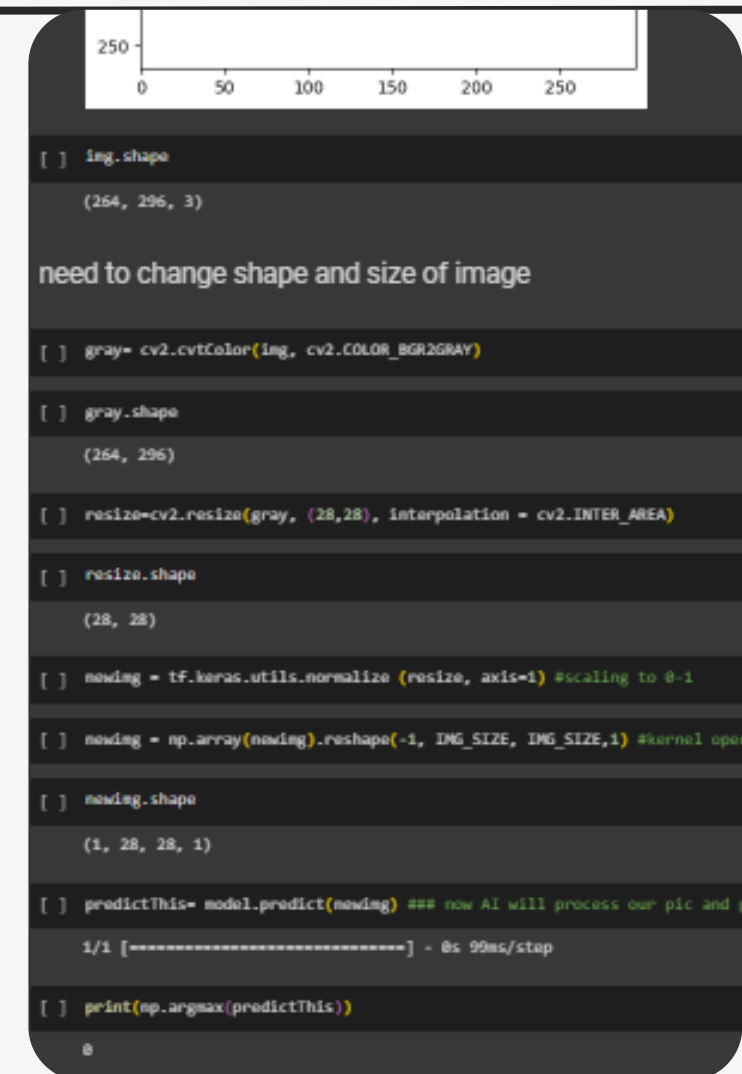 250
0 50 100 150 200 250
[ ] img.shape
(264, 296, 3)
need to change shape and size of image
[ ] gray= cv2.cvtColor(img, cv2.COLOR_BGR2GRAY)
[ ] gray.shape
(264, 296)
[ ] resize=cv2.resize(gray, (28,28), interpolation = cv2.INTER_AREA)
[ ] resize.shape
(28, 28)
[ ] newimg = tf.keras.utils.normalize (resize, axis=1) #scaling to 0-1
[ ] newimg = np.array(newimg).reshape(-1, IMG_SIZE, IMG_SIZE,1) #kernel
[ ] newimg.shape
(1, 28, 28, 1)
[ ] predictThis= model.predict(newimg) ### now AI will process our pic and
1/1 [==============================] - 0s 99ms/step
[ ] print(np.argmax(predictThis))
0